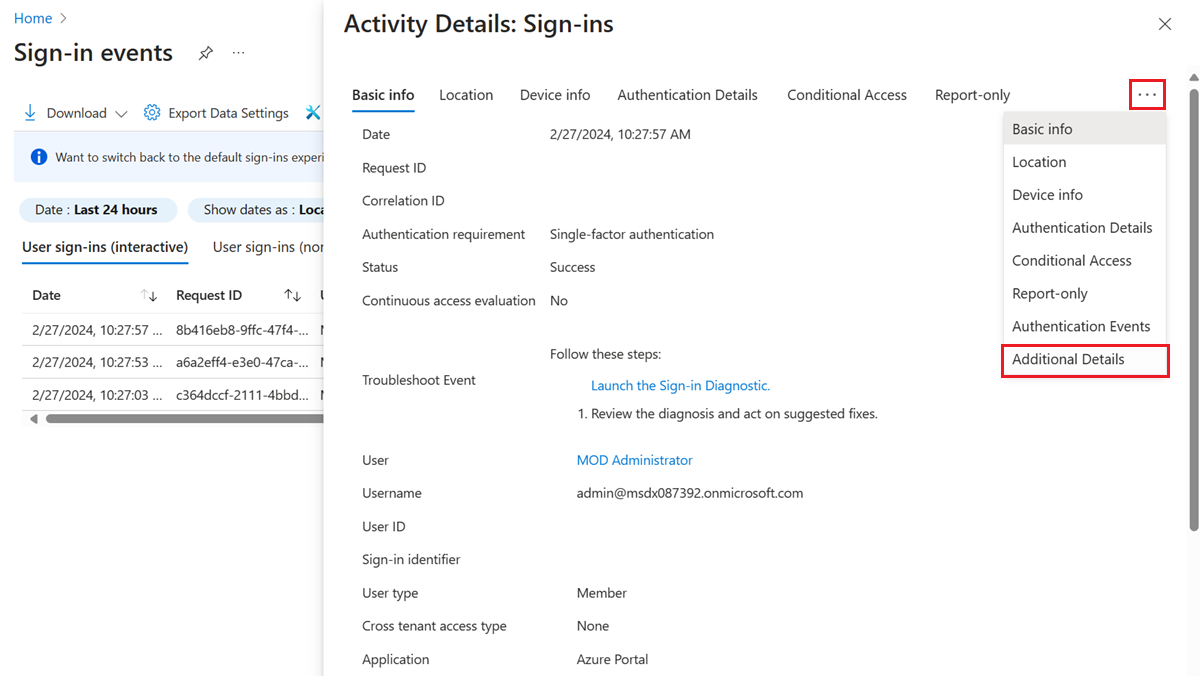 Home
Sign-in events
Download
Export Data Settings
Want to switch back to the default sign-ins experi
Date : Last 24 hours
Show dates as : Loca
User sign-ins (interactive)
User sign-ins (nor
Date
Request ID
2/27/2024, 10:27:57 ...
8b416eb8-9ffc-47f4-...
2/27/2024, 10:27:53 ...
a6a2eff4-e3e0-47ca-...
2/27/2024, 10:27:03 ...
c364dccf-2111-4bbd...
Activity Details: Sign-ins
Basic info
Location
Device info
Authentication Details
Conditional Access
Report-only
...
Date
2/27/2024, 10:27:57 AM
Request ID
Correlation ID
Authentication requirement
Single-factor authentication
Status
Success
Continuous access evaluation
No
Troubleshoot Event
Follow these steps:
Launch the Sign-in Diagnostic.
1. Review the diagnosis and act on suggested fixes.
User
MOD Administrator
Username
admin@msdx087392.onmicrosoft.com
User ID
Sign-in identifier
User type
Member
Cross tenant access type
None
Application
Azure Portal
Basic info
Location
Device info
Authentication Details
Conditional Access
Report-only
Authentication Events
Additional Details